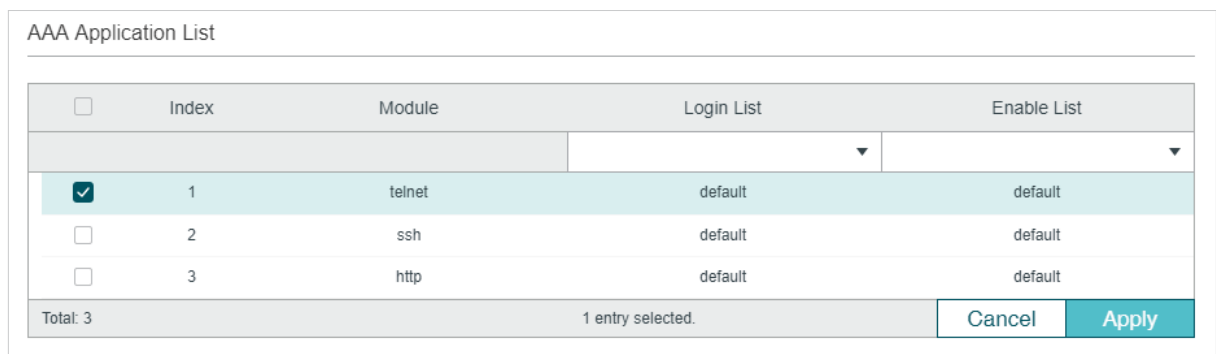 AAA Application List
Index Module Login List Enable List
1 telnet default default
2 ssh default default
3 http default default
Total: 3 1 entry selected. Cancel Apply